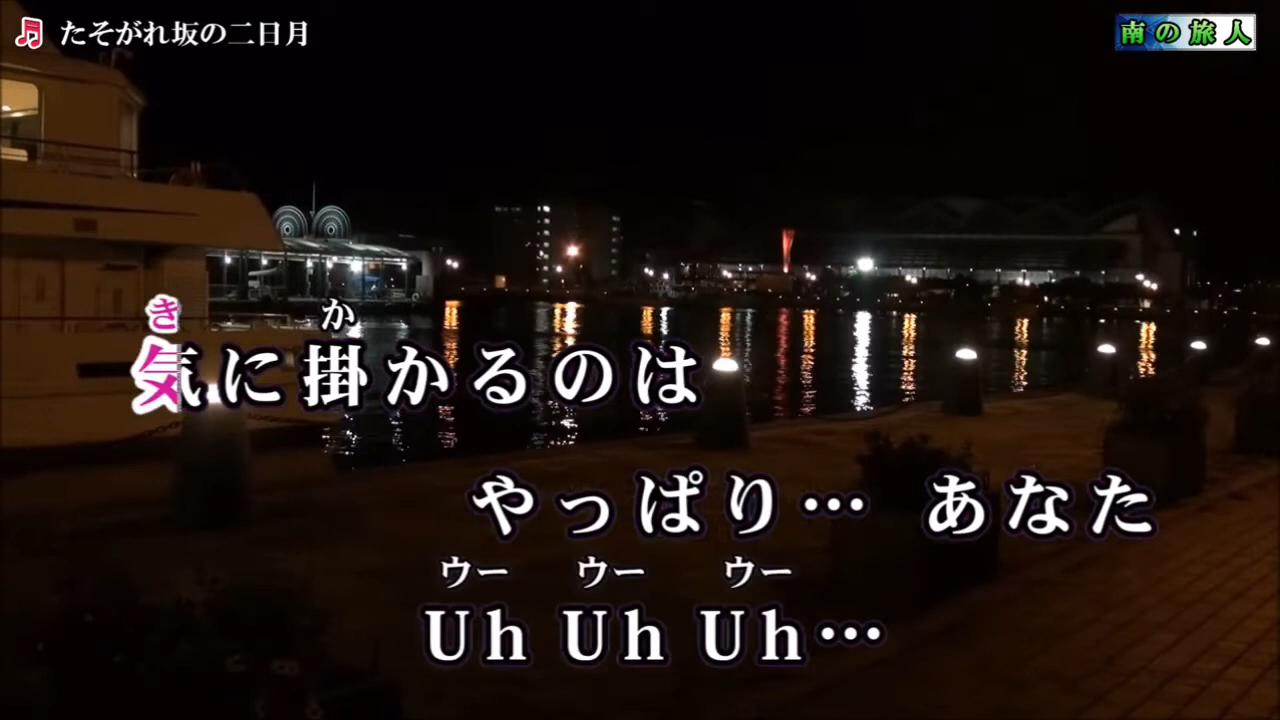 たそがれ坂の二日月
南の旅人
き か
気に掛かるのは
やっぱり… あなた
ウー ウー ウー
Uh Uh Uh…